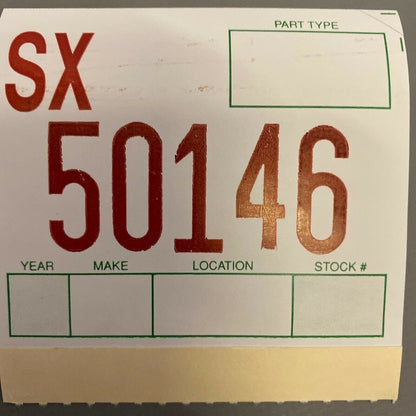 PART TYPE
SX
50146
YEAR MAKE LOCATION STOCK #